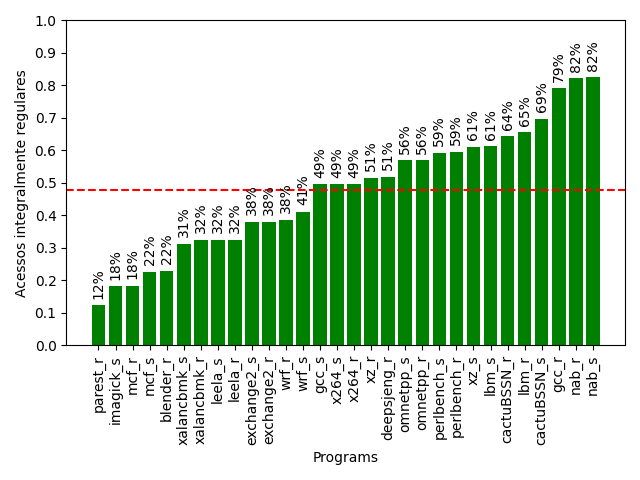 1.0
0.9
0.8
0.7
0.6
0.5
0.4
0.3
0.2
0.1
0.0
Acessos integralmente regulares
12%
18%
18%
22%
22%
31%
32%
32%
32%
38%
38%
38%
41%
49%
49%
49%
51%
51%
56%
56%
59%
59%
61%
61%
64%
65%
69%
79%
82%
82%
parest_r
imagick_s
mcf_r
mcf_s
blender_r
xalancbmk_s
xalancbmk_r
leela_s
leela_r
exchange2_s
exchange2_r
wrf_r
wrf_s
gcc_s
x264_s
x264_r
xz_r
deepsjeng_r
omnetpp_s
omnetpp_r
perlbench_s
perlbench_r
xz_s
lbm_s
cactuBSSN_r
lbm_r
cactuBSSN_s
gcc_r
nab_r
nab_s
Programs